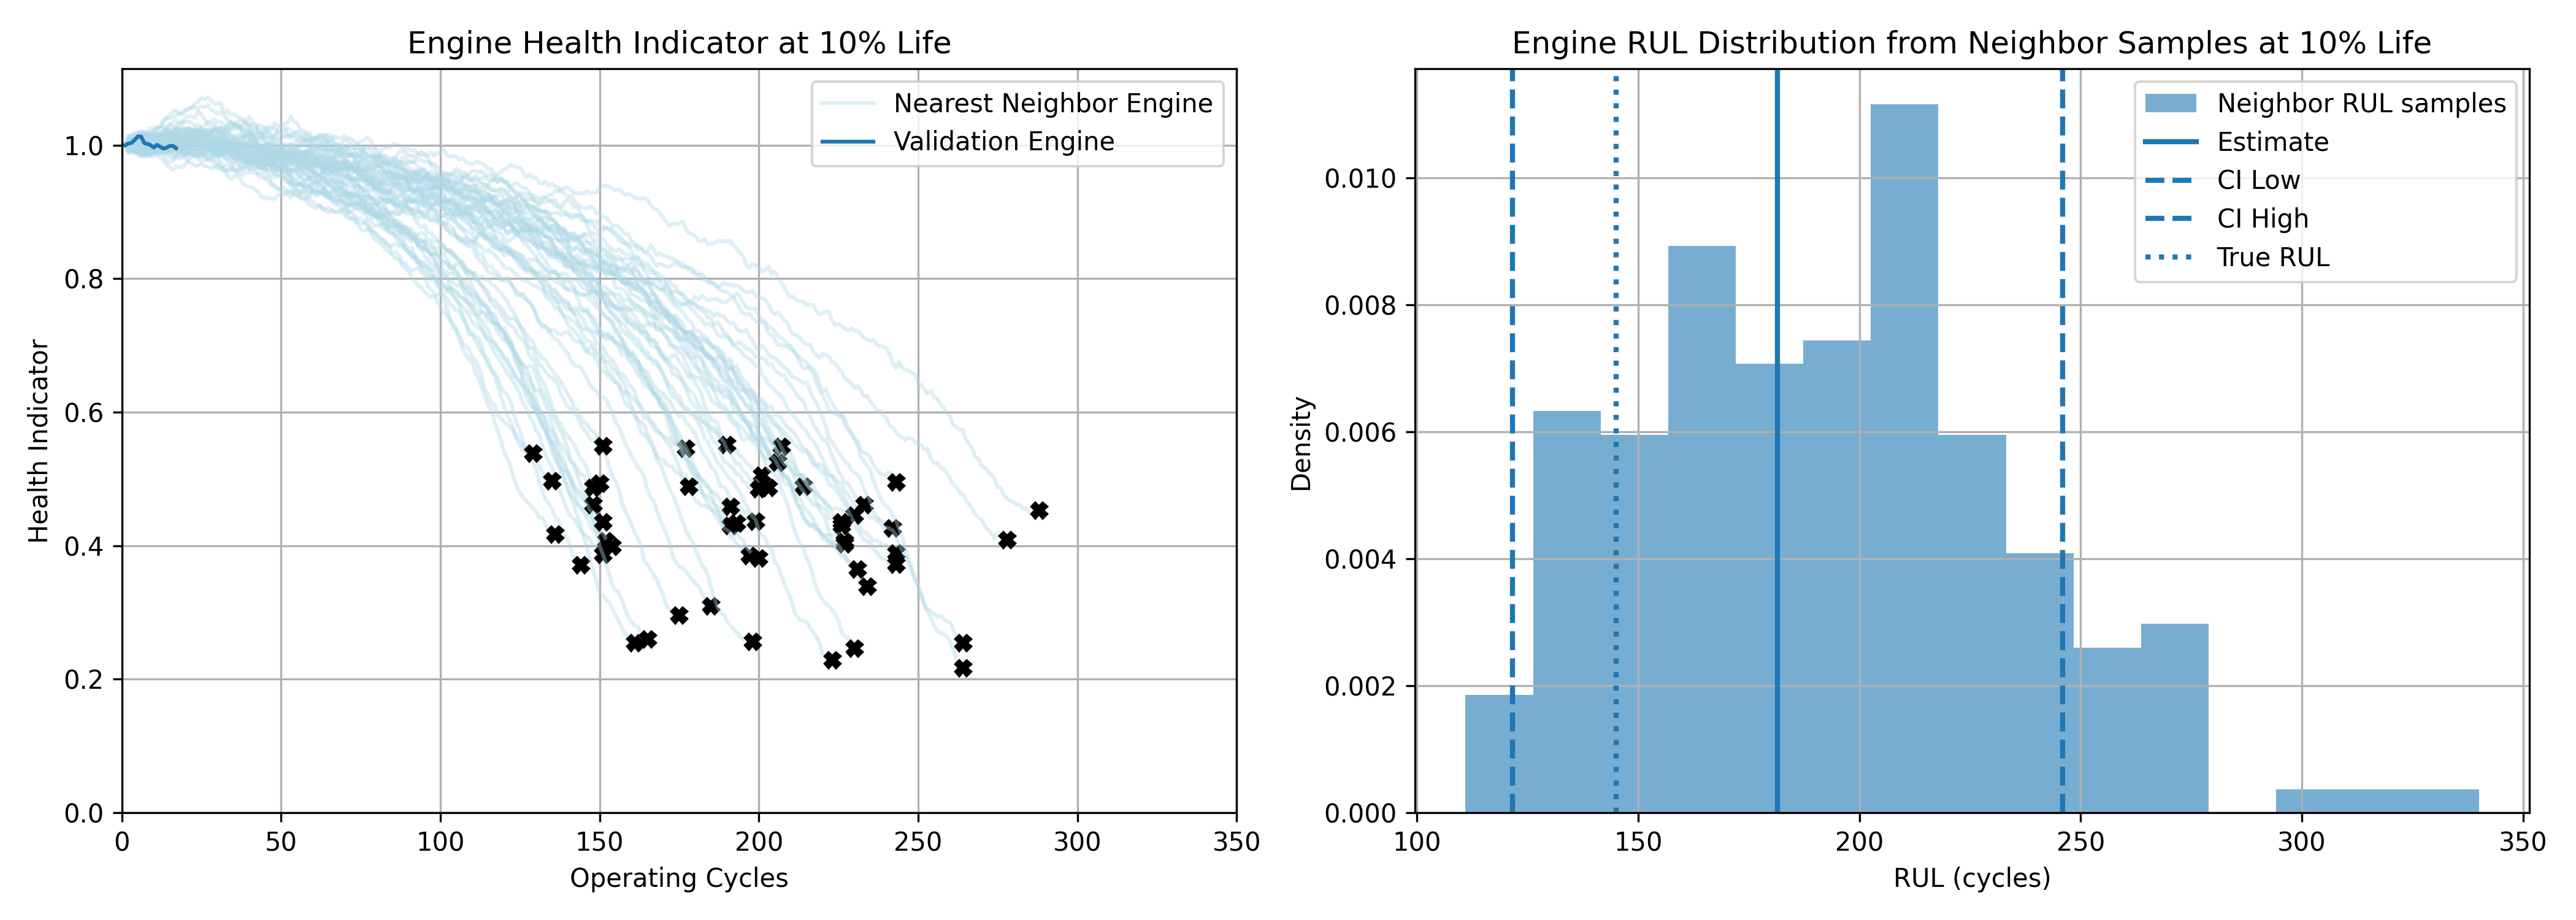 Engine Health Indicator at 10% Life
Nearest Neighbor Engine
Validation Engine
Health Indicator
1.0
0.8
0.6
0.4
0.2
0.0
0 50 100 150 200 250 300 350
Operating Cycles
Engine RUL Distribution from Neighbor Samples at 10% Life
Neighbor RUL samples
Estimate
CI Low
CI High
True RUL
Density
0.010
0.008
0.006
0.004
0.002
0.000
100 150 200 250 300 350
RUL (cycles)